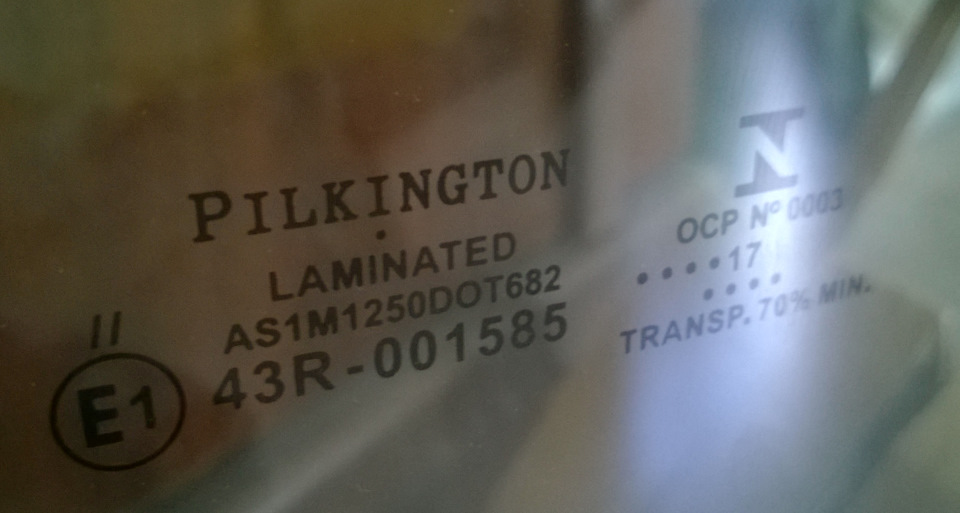 PILKINGTON
.
LAMINATED
AS1M1250DOT682
II
43R-001585
E1
N
OCP Nº 0003
....17
....
TRANSP. 70% MIN.